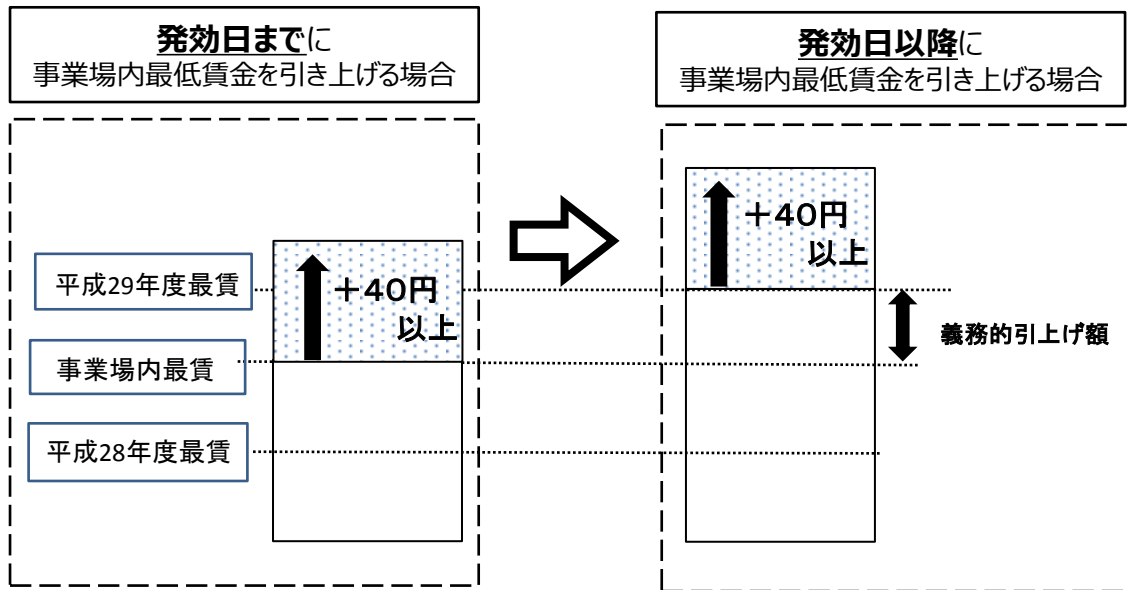 発効日までに
事業場内最低賃金を引き上げる場合
発効日以降に
事業場内最低賃金を引き上げる場合
平成29年度最賃
事業場内最賃
平成28年度最賃
＋40円
以上
＋40円
以上
義務的引上げ額